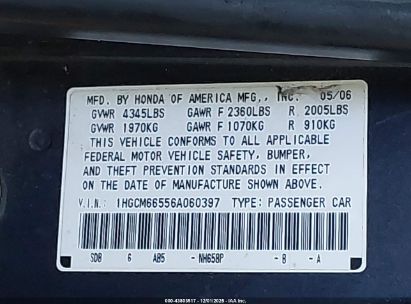 MFD. BY HONDA OF AMERICA MFG., INC. 05/06
GVWR 4345LBS GAWR F 2360LBS R 2005LBS
GVWR 1970KG GAWR F 1070KG R 910KG
THIS VEHICLE CONFORMS TO ALL APPLICABLE
FEDERAL MOTOR VEHICLE SAFETY, BUMPER,
AND THEFT PREVENTION STANDARDS IN EFFECT
ON THE DATE OF MANUFACTURE SHOWN ABOVE.
V.I.N.: 1HGCM66556A060397 TYPE: PASSENGER CAR
SDB 6 AB5 - NH658P - B - A